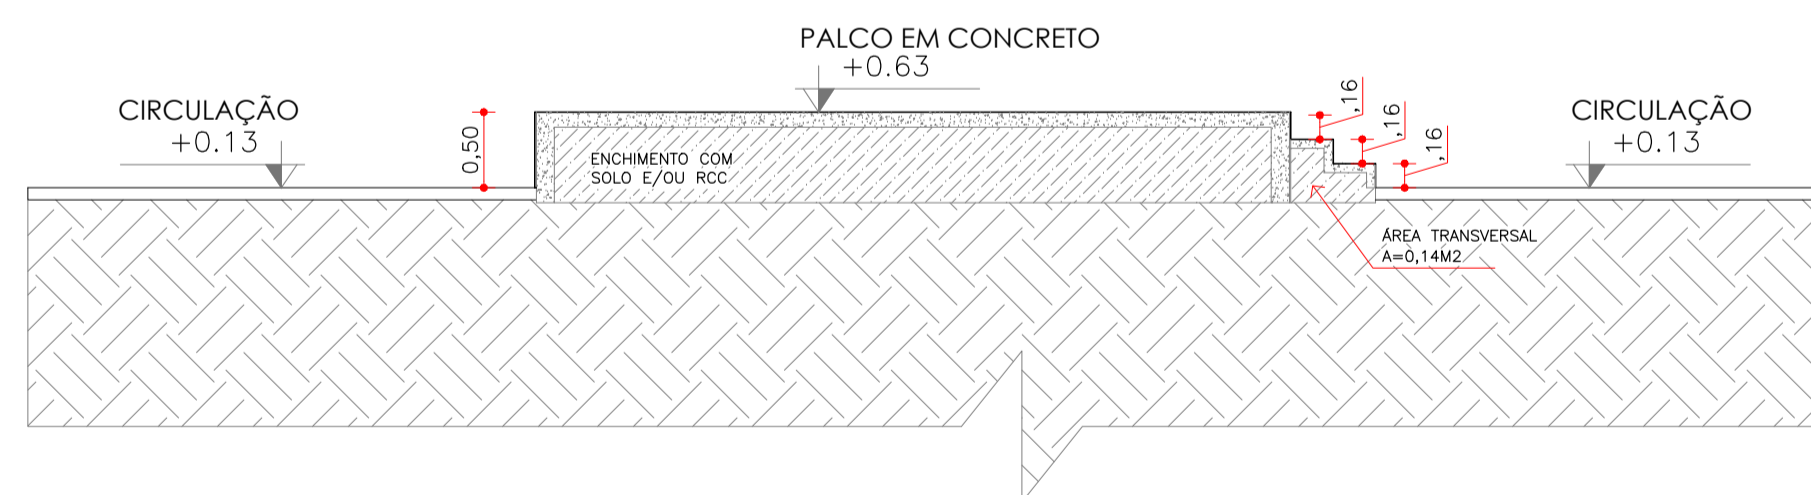 PALCO EM CONCRETO
+0.63
CIRCULAÇÃO
+0.13
0,50
ENCHIMENTO COM
SOLO E/OU RCC
,16
,16
,16
CIRCULAÇÃO
+0.13
ÁREA TRANSVERSAL
A=0,14M2